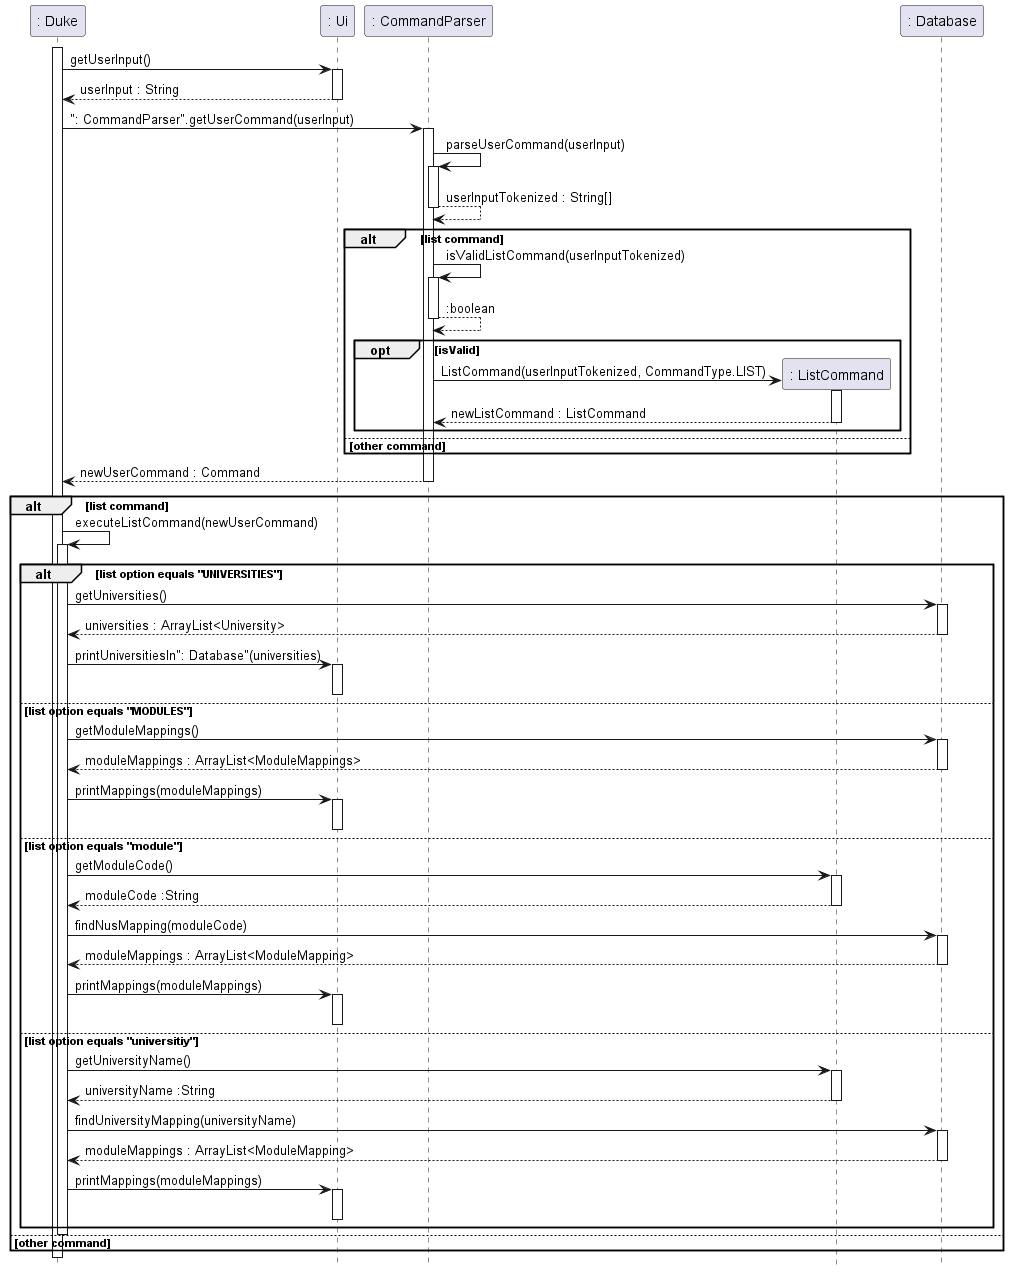 : Duke
: Ui
: CommandParser
: Database
getUserInput()
userInput : String
": CommandParser".getUserCommand(userInput)
parseUserCommand(userInput)
userInputTokenized : String[]
alt
[list command]
isValidListCommand(userInputTokenized)
:boolean
opt
[isValid]
ListCommand(userInputTokenized, CommandType.LIST)
: ListCommand
newListCommand : ListCommand
[other command]
newUserCommand : Command
alt
[list command]
executeListCommand(newUserCommand)
alt
[list option equals "UNIVERSITIES"]
getUniversities()
universities : ArrayList<University>
printUniversitiesIn": Database"(universities)
[list option equals "MODULES"]
getModuleMappings()
moduleMappings : ArrayList<ModuleMappings>
printMappings(moduleMappings)
[list option equals "module"]
getModuleCode()
moduleCode :String
findNusMapping(moduleCode)
moduleMappings : ArrayList<ModuleMapping>
printMappings(moduleMappings)
[list option equals "universitiy"]
getUniversityName()
universityName :String
findUniversityMapping(universityName)
moduleMappings : ArrayList<ModuleMapping>
printMappings(moduleMappings)
[other command]